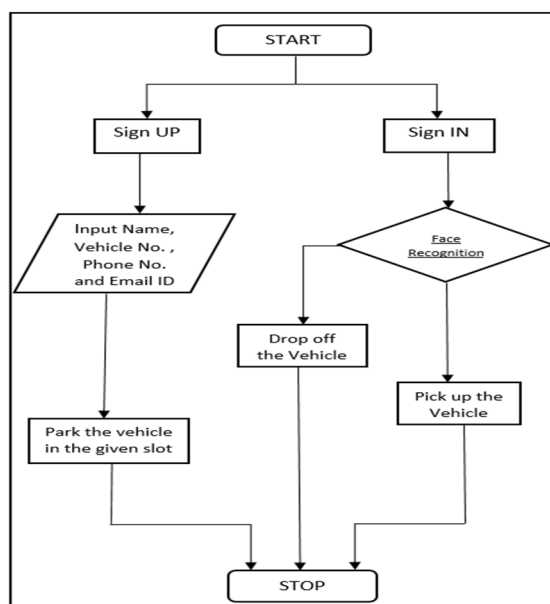 START
Sign UP
Sign IN
Input Name,
Vehicle No. ,
Phone No.
and Email ID
Face
Recognition
Drop off
the Vehicle
Pick up the
Vehicle
Park the vehicle
in the given slot
STOP